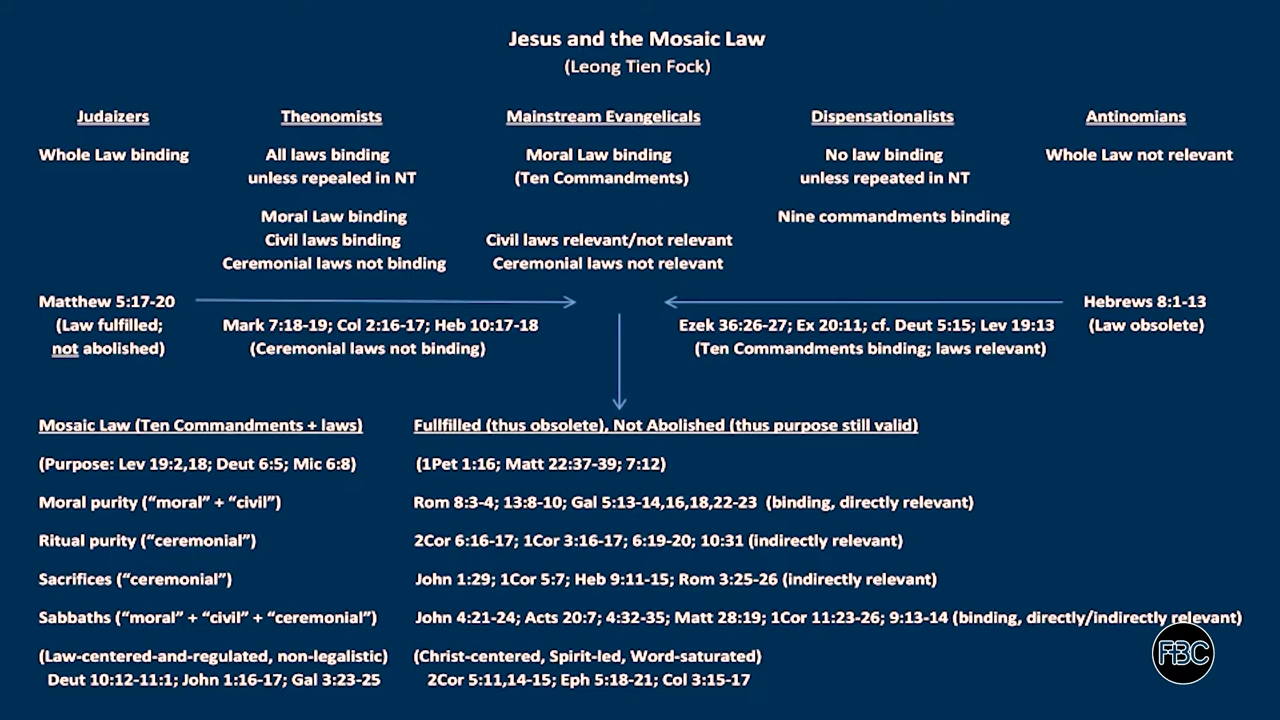 Jesus and the Mosaic Law
(Leong Tien Fock)
Judaizers
Theonomists
Mainstream Evangelicals
Dispensationalists
Antinomians
Whole Law binding
All laws binding
unless repealed in NT
Moral Law binding
(Ten Commandments)
No law binding
unless repeated in NT
Whole Law not relevant
Moral Law binding
Civil laws binding
Ceremonial laws not binding
Civil laws relevant/not relevant
Ceremonial laws not relevant
Nine commandments binding
Matthew 5:17-20
(Law fulfilled;
not abolished)
Mark 7:18-19; Col 2:16-17; Heb 10:17-18
(Ceremonial laws not binding)
Ezek 36:26-27; Ex 20:11; cf. Deut 5:15; Lev 19:13
(Ten Commandments binding; laws relevant)
Hebrews 8:1-13
(Law obsolete)
Mosaic Law (Ten Commandments + laws)
Fullfilled (thus obsolete), Not Abolished (thus purpose still valid)
(Purpose: Lev 19:2,18; Deut 6:5; Mic 6:8)
(1Pet 1:16; Matt 22:37-39; 7:12)
Moral purity (“moral” + “civil”)
Rom 8:3-4; 13:8-10; Gal 5:13-14,16,18,22-23 (binding, directly relevant)
Ritual purity (“ceremonial”)
2Cor 6:16-17; 1Cor 3:16-17; 6:19-20; 10:31 (indirectly relevant)
Sacrifices (“ceremonial”)
John 1:29; 1Cor 5:7; Heb 9:11-15; Rom 3:25-26 (indirectly relevant)
Sabbaths (“moral” + “civil” + “ceremonial”)
John 4:21-24; Acts 20:7; 4:32-35; Matt 28:19; 1Cor 11:23-26; 9:13-14 (binding, directly/indirectly relevant)
(Law-centered-and-regulated, non-legalistic)
(Christ-centered, Spirit-led, Word-saturated)
Deut 10:12-11:1; John 1:16-17; Gal 3:23-25
2Cor 5:11,14-15; Eph 5:18-21; Col 3:15-17
FBC